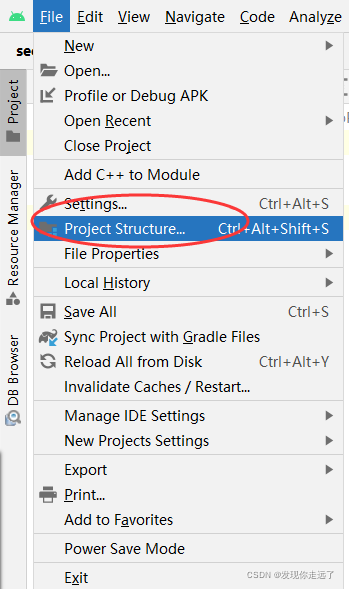 File Edit View Navigate Code Analyze
sec
Project
Resource Manager
DB Browser
New
Open...
Profile or Debug APK
Open Recent
Close Project
Add C++ to Module
Settings... Ctrl+Alt+S
Project Structure... Ctrl+Alt+Shift+S
File Properties
Local History
Save All Ctrl+S
Sync Project with Gradle Files
Reload All from Disk Ctrl+Alt+Y
Invalidate Caches / Restart...
Manage IDE Settings
New Projects Settings
Export
Print...
Add to Favorites
Power Save Mode
Exit
CSDN @发现你走远了